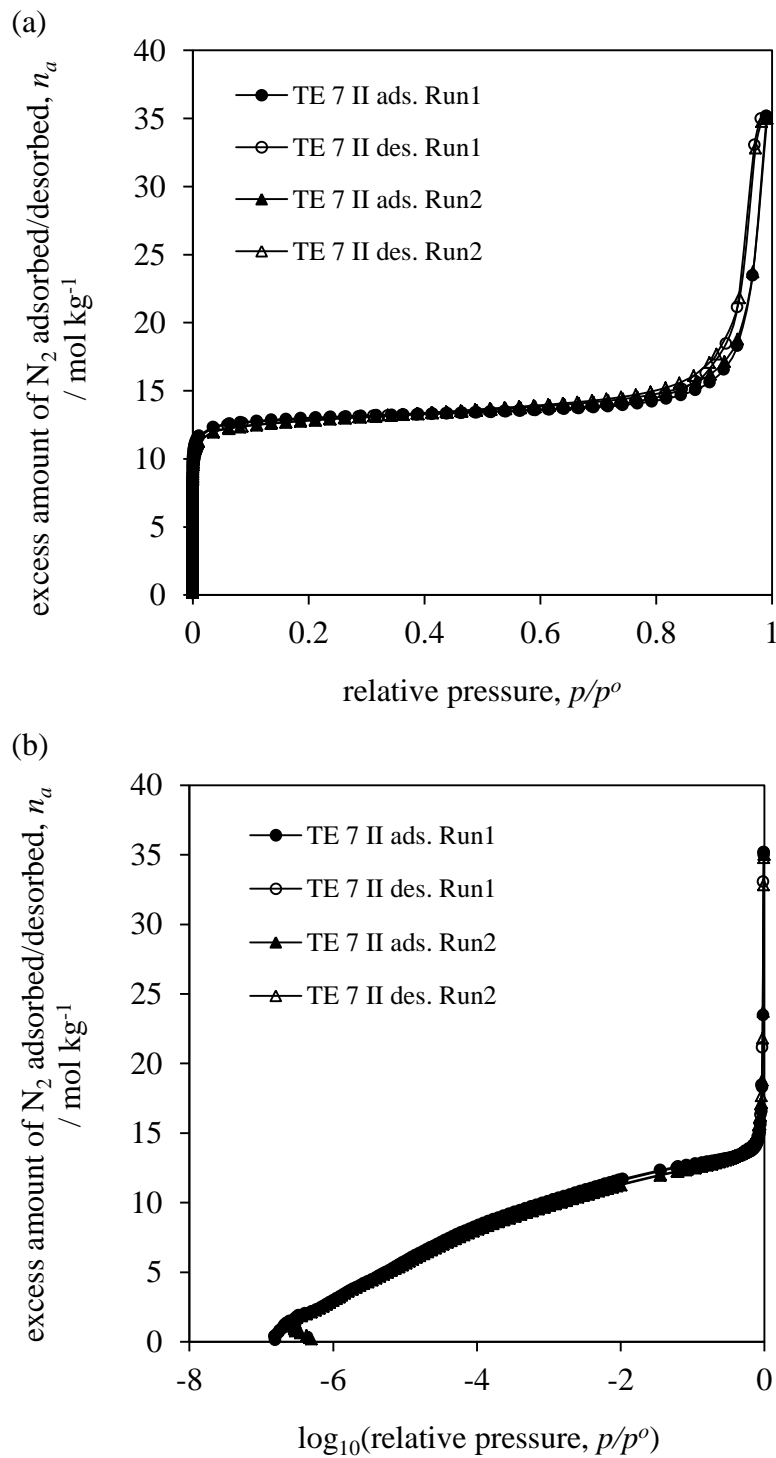 (a)
excess amount of N₂ adsorbed/desorbed, nₐ
/ mol kg⁻¹
40
35
30
25
20
15
10
5
0
TE 7 II ads. Run1
TE 7 II des. Run1
TE 7 II ads. Run2
TE 7 II des. Run2
0 0.2 0.4 0.6 0.8 1
relative pressure, p/pᵒ
(b)
excess amount of N₂ adsorbed/desorbed, nₐ
/ mol kg⁻¹
40
35
30
25
20
15
10
5
0
TE 7 II ads. Run1
TE 7 II des. Run1
TE 7 II ads. Run2
TE 7 II des. Run2
-8 -6 -4 -2 0
log₁₀(relative pressure, p/pᵒ)